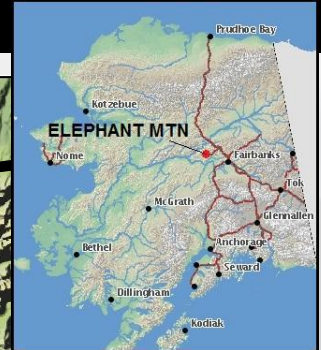 Prudhoe Bay
Kotzebue
ELEPHANT MTN
Nome
Fairbanks
Tok
McGrath
Glennallen
Bethel
Anchorage
Seward
Dillingham
Kodiak